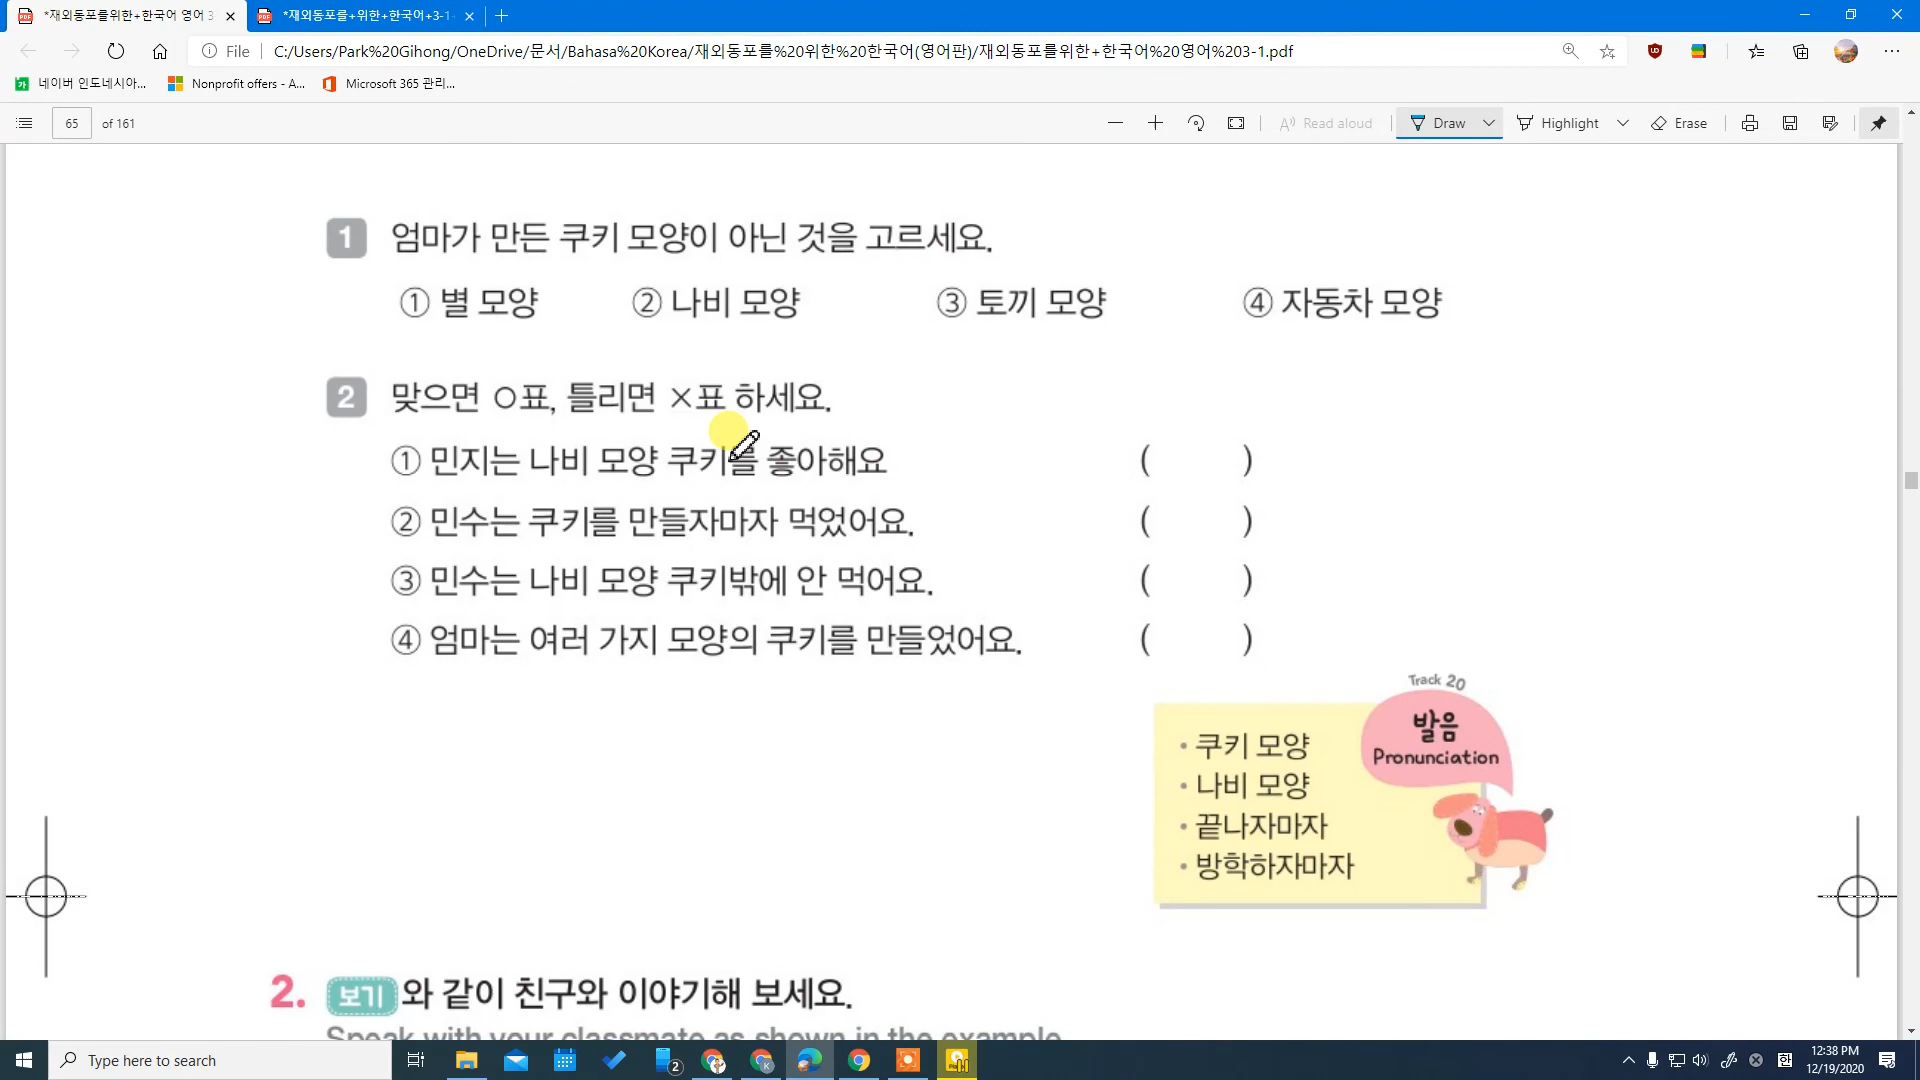 *재외동포를위한+한국어 영어 3
*재외동포를+위한+한국어+3-1
File
C:/Users/Park%20Gihong/OneDrive/문서/Bahasa%20Korea/재외동포를%20위한%20한국어(영어판)/재외동포를위한+한국어%20영어%203-1.pdf
네이버 인도네시아...
Nonprofit offers - A...
Microsoft 365 관리...
65 of 161
Read aloud
Draw
Highlight
Erase
1 엄마가 만든 쿠키 모양이 아닌 것을 고르세요.
① 별 모양 ② 나비 모양 ③ 토끼 모양 ④ 자동차 모양
2 맞으면 ○표, 틀리면 ×표 하세요.
① 민지는 나비 모양 쿠키를 좋아해요 ( )
② 민수는 쿠키를 만들자마자 먹었어요. ( )
③ 민수는 나비 모양 쿠키밖에 안 먹어요. ( )
④ 엄마는 여러 가지 모양의 쿠키를 만들었어요. ( )
Track 20
발음
Pronunciation
• 쿠키 모양
• 나비 모양
• 끝나자마자
• 방학하자마자
2. 보기 와 같이 친구와 이야기해 보세요.
Speak with your classmate as shown in the example
Type here to search
2
K
한
12:38 PM
12/19/2020